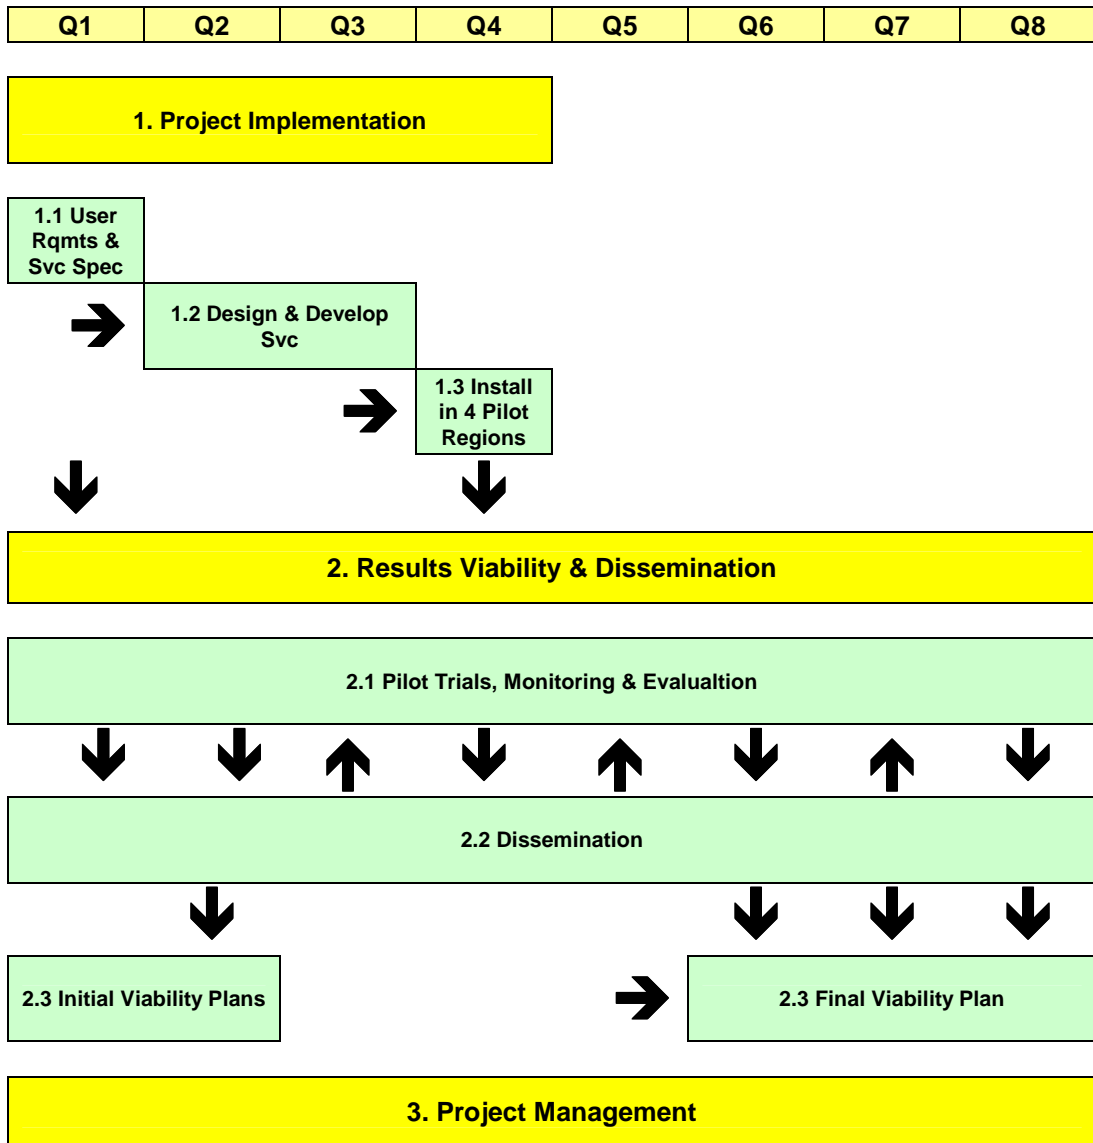 Q1 Q2 Q3 Q4 Q5 Q6 Q7 Q8
1. Project Implementation
1.1 User
Rqmts &
Svc Spec
1.2 Design & Develop
Svc
1.3 Install
in 4 Pilot
Regions
2. Results Viability & Dissemination
2.1 Pilot Trials, Monitoring & Evaualtion
2.2 Dissemination
2.3 Initial Viability Plans
2.3 Final Viability Plan
3. Project Management